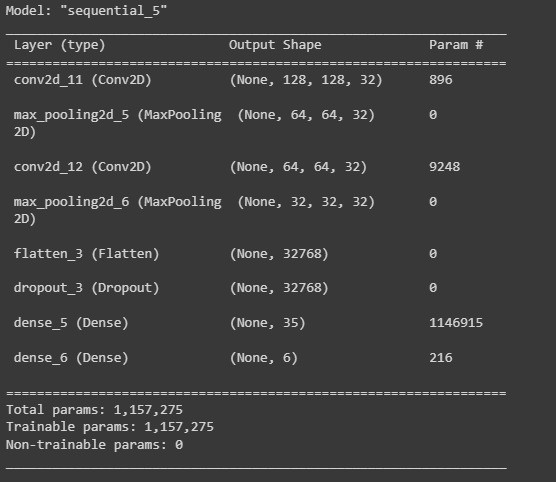 Model: "sequential_5"
Layer (type) Output Shape Param #
conv2d_11 (Conv2D) (None, 128, 128, 32) 896
max_pooling2d_5 (MaxPooling (None, 64, 64, 32) 0
2D)
conv2d_12 (Conv2D) (None, 64, 64, 32) 9248
max_pooling2d_6 (MaxPooling (None, 32, 32, 32) 0
2D)
flatten_3 (Flatten) (None, 32768) 0
dropout_3 (Dropout) (None, 32768) 0
dense_5 (Dense) (None, 35) 1146915
dense_6 (Dense) (None, 6) 216
Total params: 1,157,275
Trainable params: 1,157,275
Non-trainable params: 0